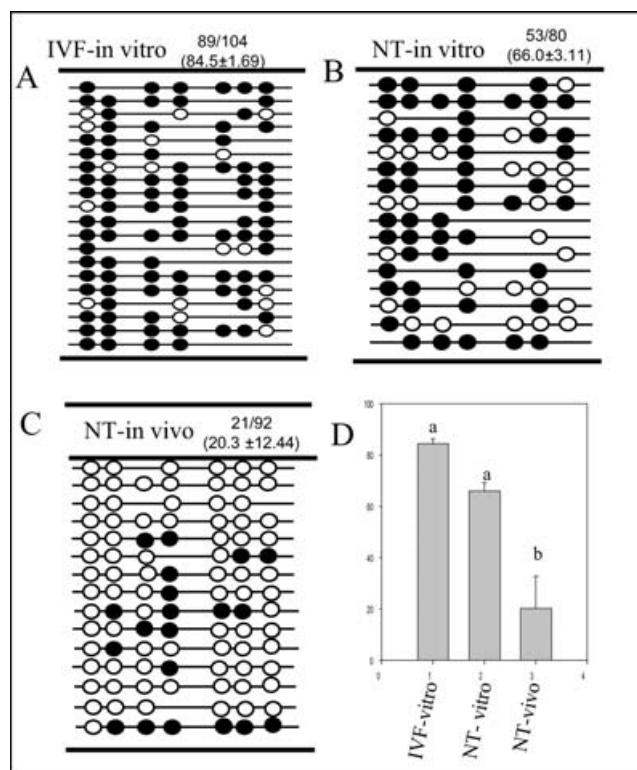 A
IVF-in vitro
89/104
(84.5±1.69)
B
NT-in vitro
53/80
(66.0±3.11)
C
NT-in vivo
21/92
(20.3 ±12.44)
D
100
80
60
40
20
0
a
a
b
0 1 2 3 4
IVF-vitro
NT- vitro
NT-vivo